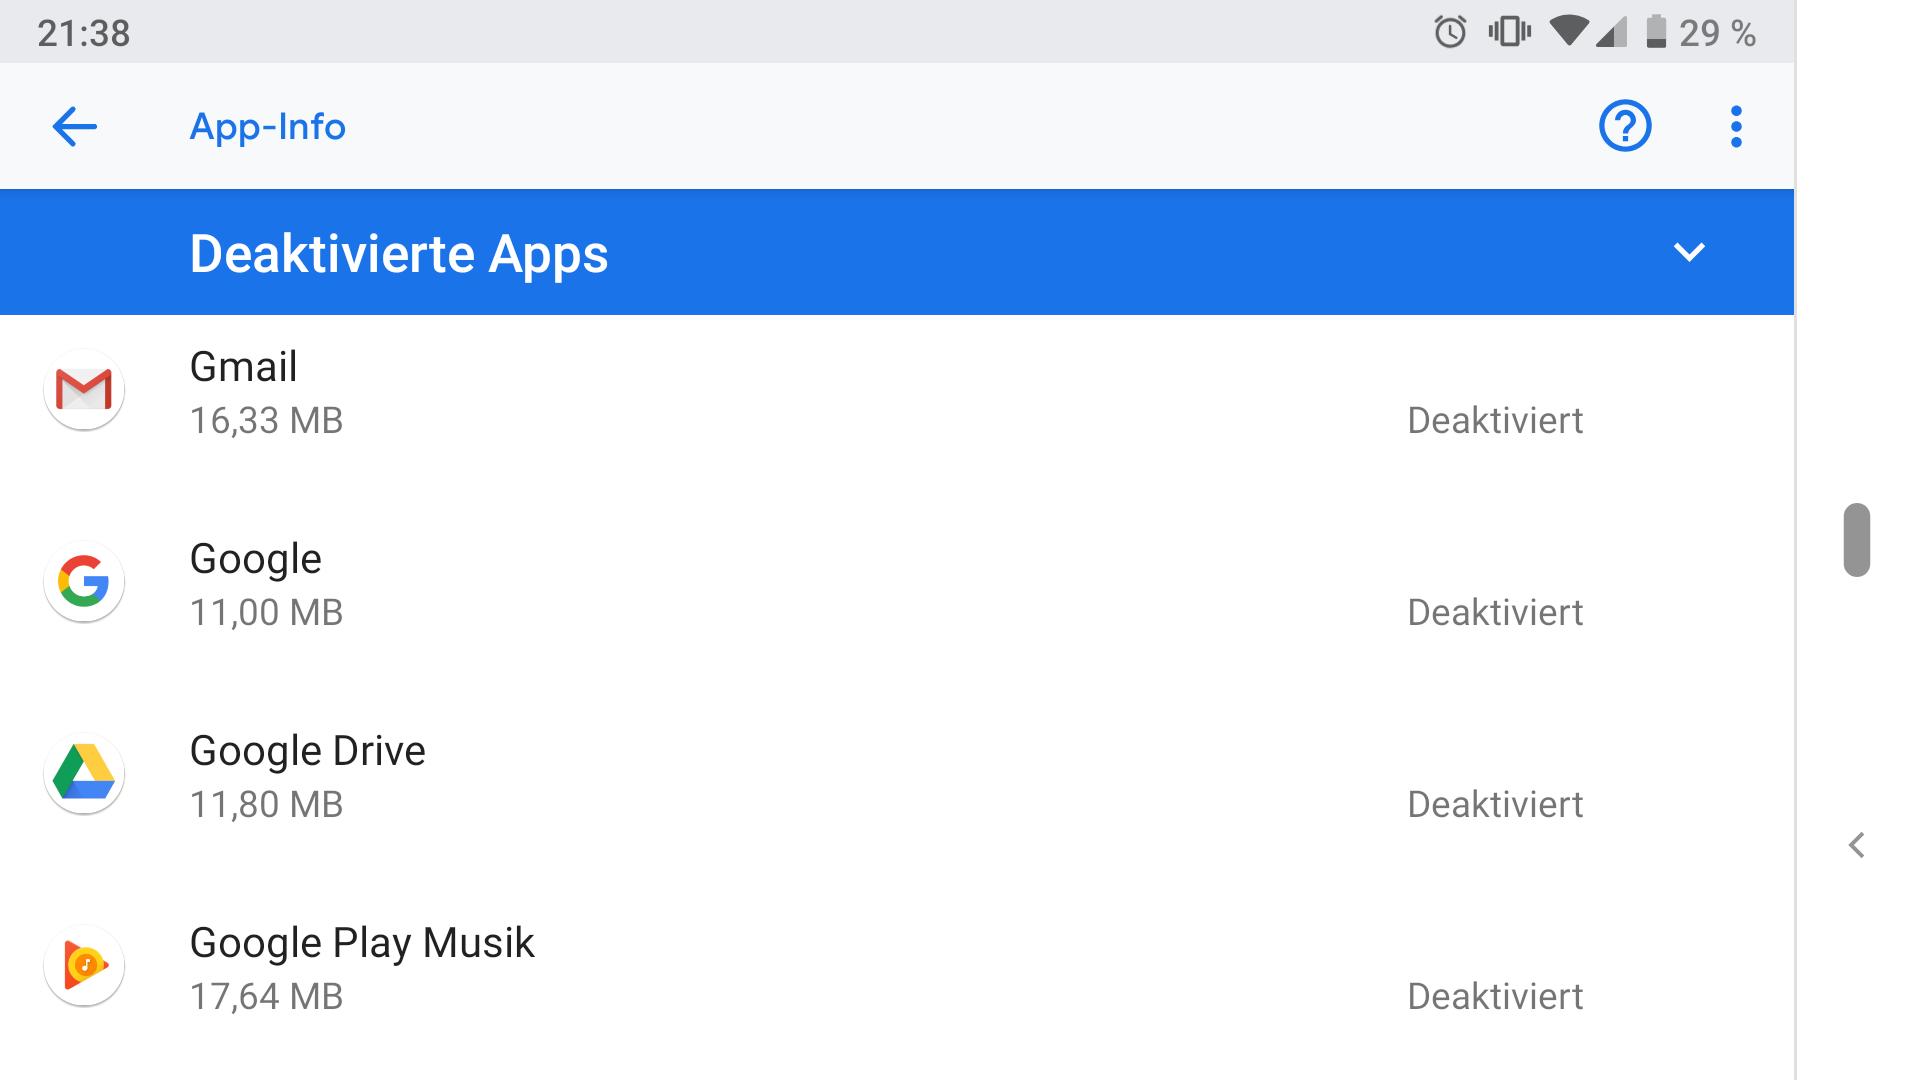 21:38
29 %
App-Info
Deaktivierte Apps
Gmail
16,33 MB
Deaktiviert
Google
11,00 MB
Deaktiviert
Google Drive
11,80 MB
Deaktiviert
Google Play Musik
17,64 MB
Deaktiviert